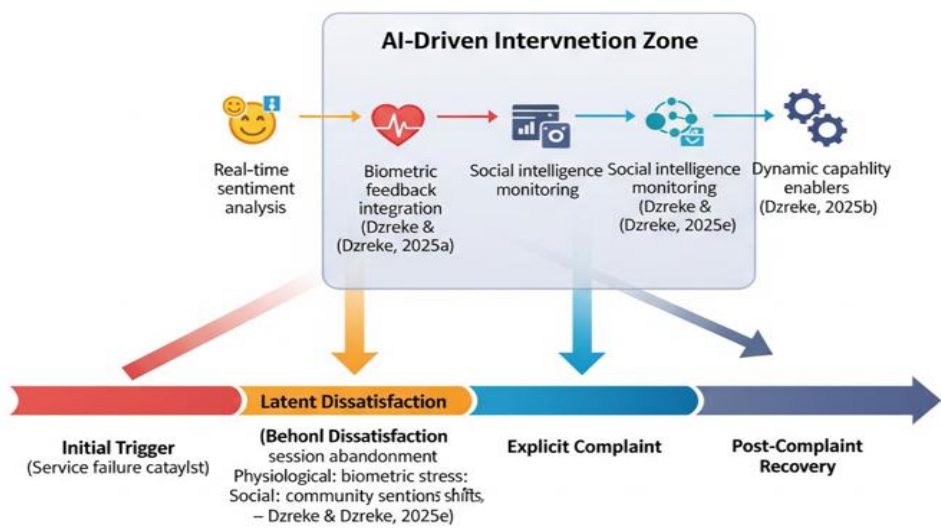 AI-Driven Intervnetion Zone
Real-time
sentiment
analysis
Biometric
feedback
integration
(Dzreke &
(Dzreke, 2025a)
Social intelligence
monitoring
Social intelligence
monitoring
(Dzreke &
(Dzreke, 2025e)
Dynamic capahlity
enablers
(Dzreke, 2025b)
Latent Dissatisfaction
Initial Trigger
(Service failure cataylst)
(Behonl Dissatisfaction
session abandonment
Physiological: biometric stress:
Social: community sentions shifts,
– Dzreke & Dzreke, 2025e)
Explicit Complaint
Post-Complaint
Recovery